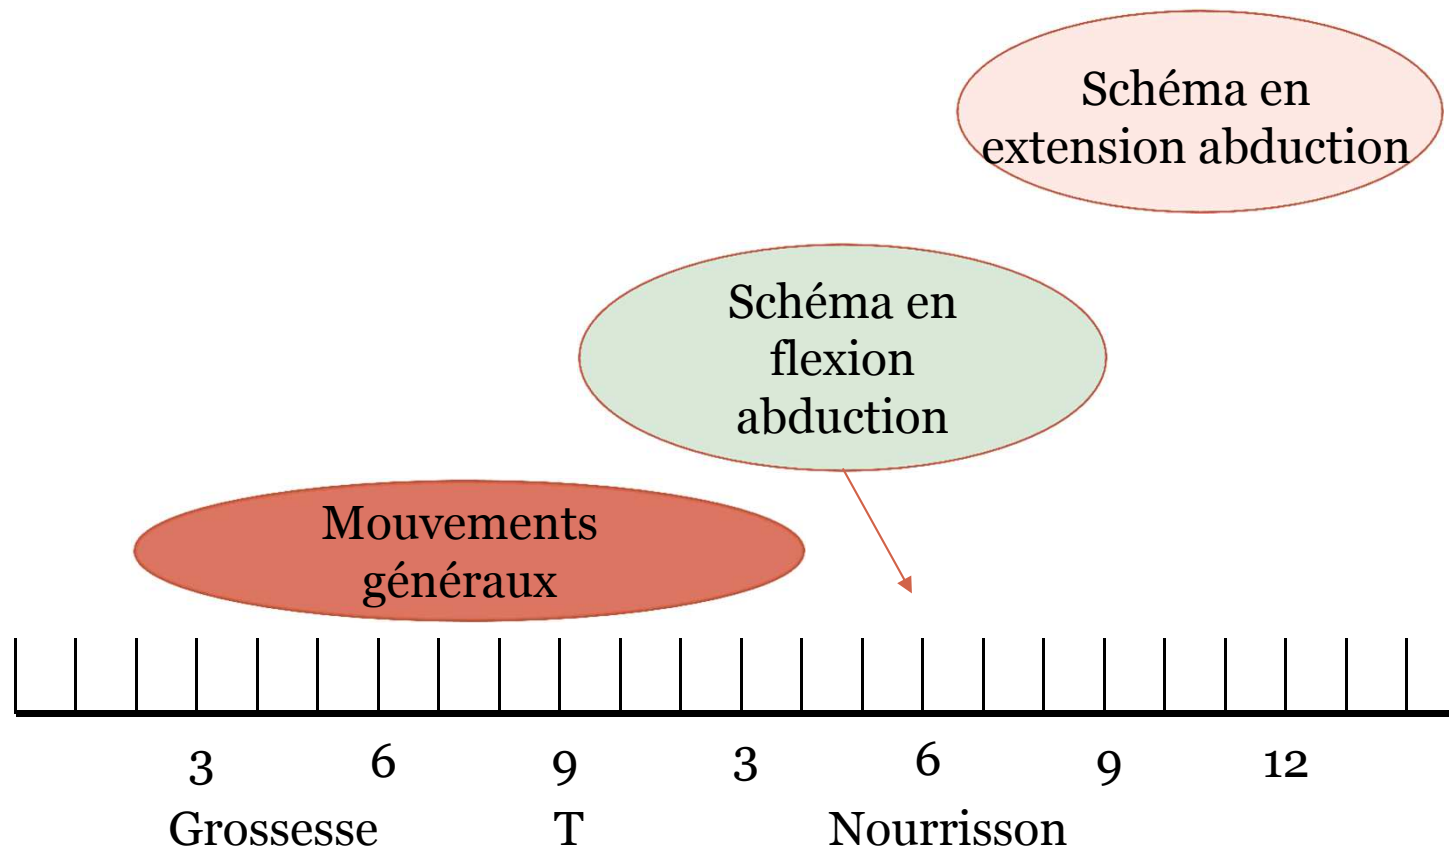 Schéma en
extension abduction
Schéma en
flexion
abduction
Mouvements
généraux
3 6 9 3 6 9 12
Grossesse T Nourrisson